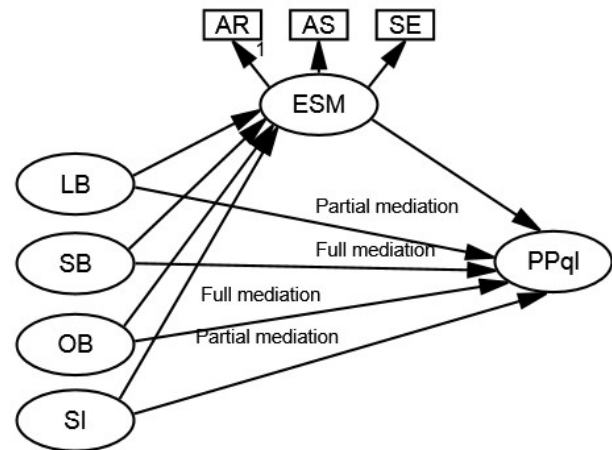 AR AS SE
1
ESM
LB
Partial mediation
SB
Full mediation
PPql
Full mediation
OB
Partial mediation
SI